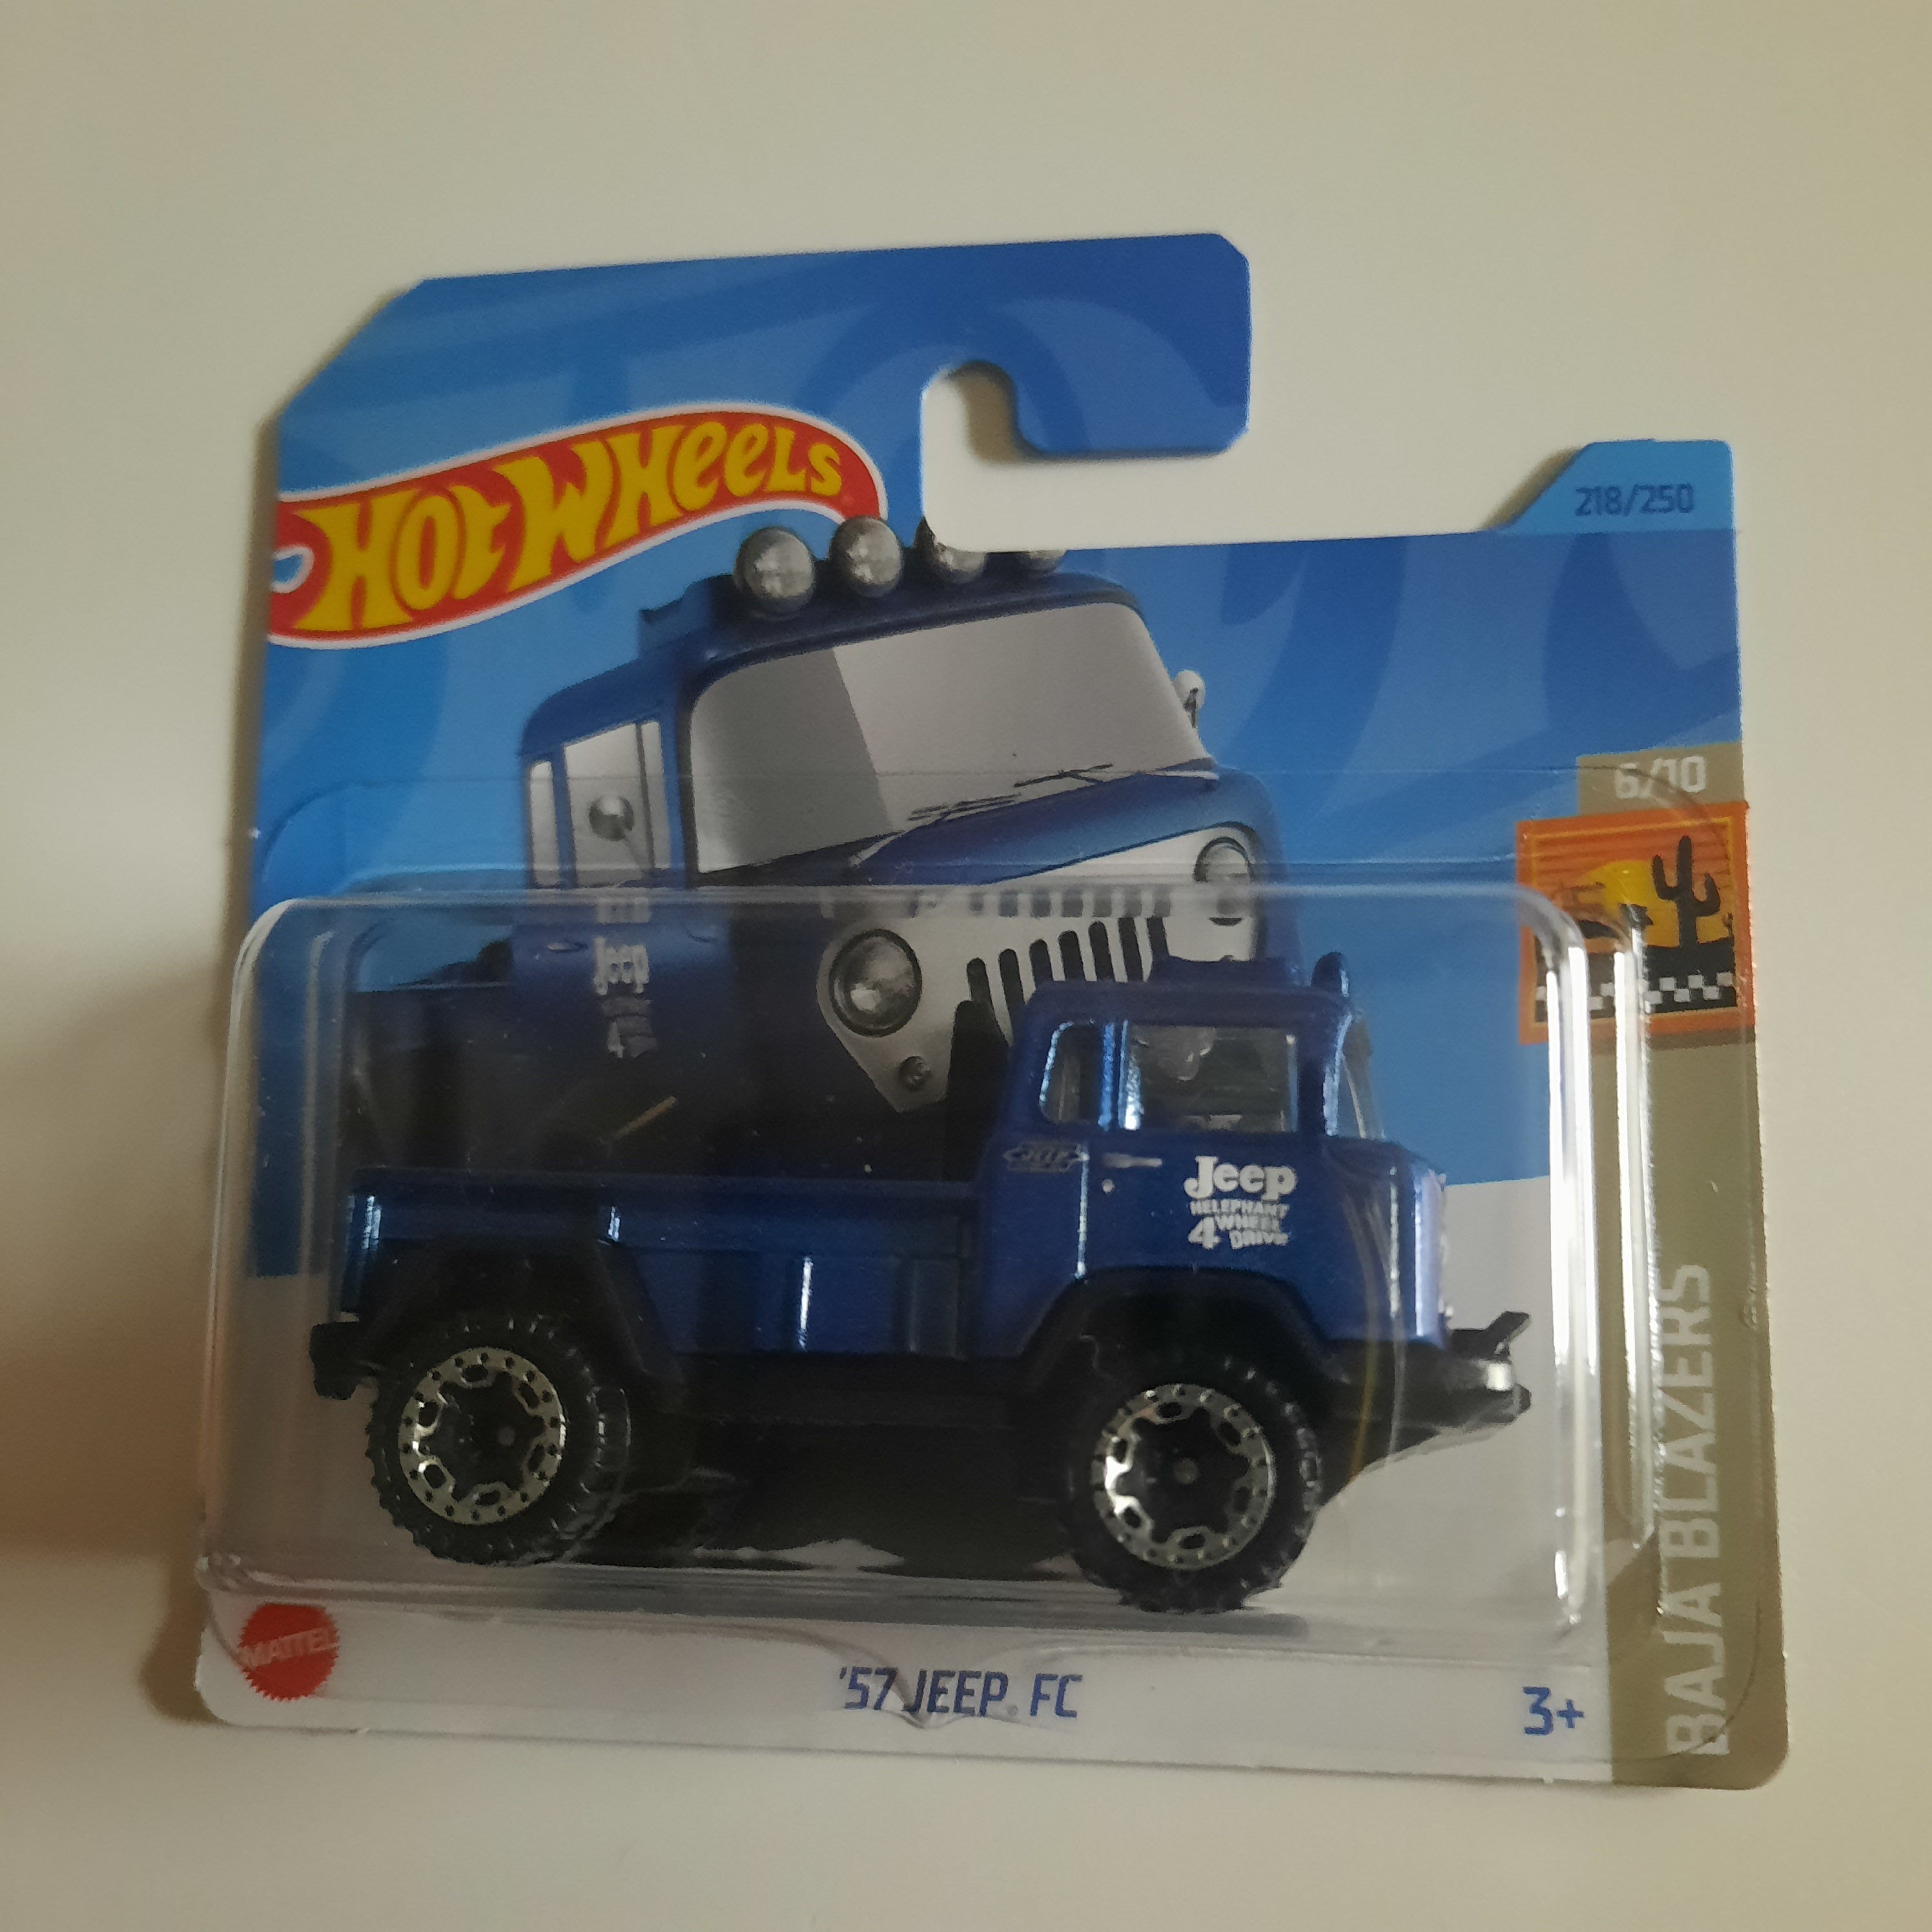 HOT WHEELS
218/250
6/10
Jeep
4
Jeep
HELEPHANT
4 WHEEL
DRIVE
BAJA BLAZERS
MATTEL
'57 JEEP® FC
3+